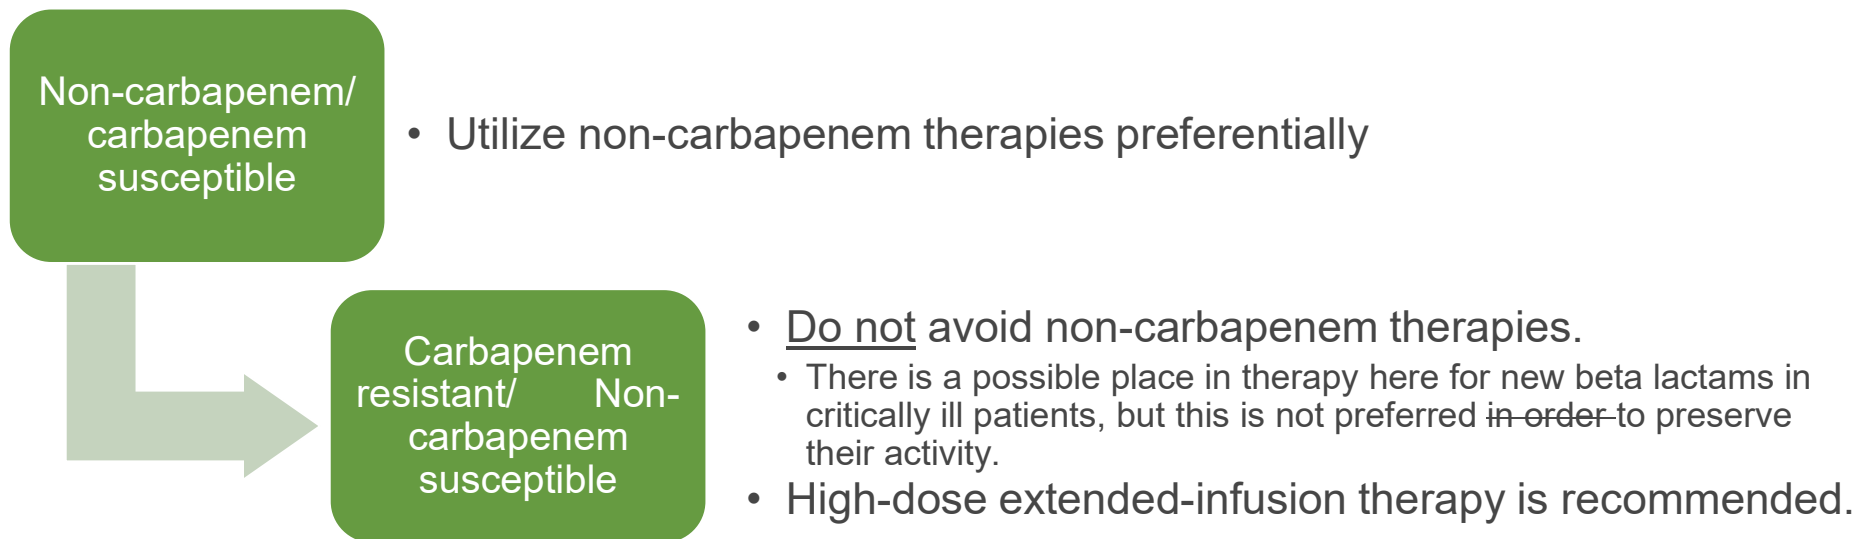 Non-carbapenem/
carbapenem
susceptible
• Utilize non-carbapenem therapies preferentially
Carbapenem
resistant/ Non-
carbapenem
susceptible
• Do not avoid non-carbapenem therapies.
• There is a possible place in therapy here for new beta lactams in
critically ill patients, but this is not preferred in order to preserve
their activity.
• High-dose extended-infusion therapy is recommended.